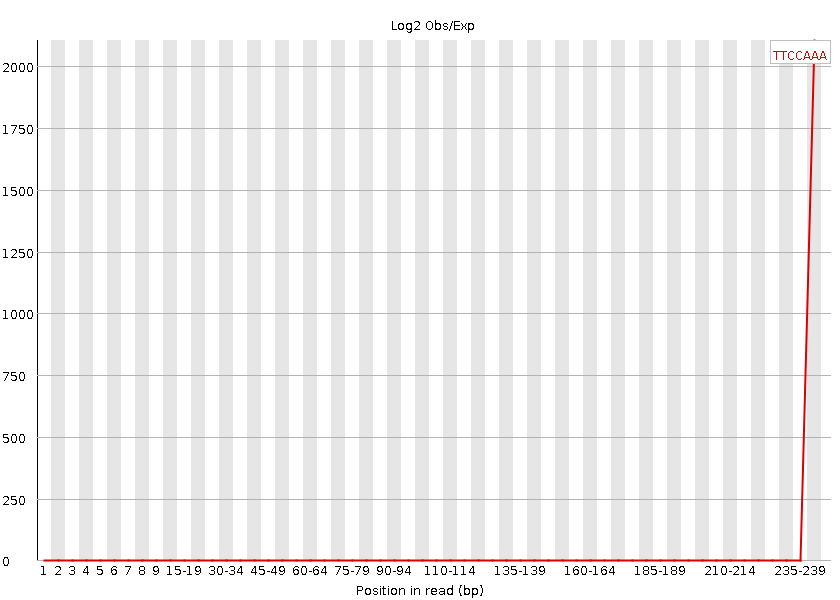 Log2 Obs/Exp
TTCCAAA
2000
1750
1500
1250
1000
750
500
250
0
1 2 3 4 5 6 7 8 9 15-19 30-34 45-49 60-64 75-79 90-94 110-114 135-139 160-164 185-189 210-214 235-239
Position in read (bp)